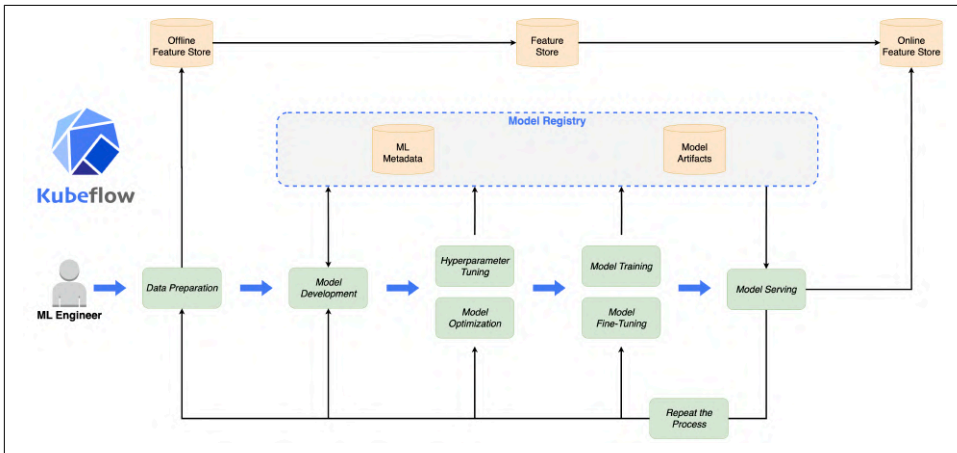 Offline
Feature Store
Feature
Store
Online
Feature Store
Model Registry
ML
Metadata
Model
Artifacts
Kubeflow
Hyperparameter
Tuning
Model Training
Data Preparation
Model
Development
Model Serving
ML Engineer
Model
Optimization
Model
Fine-Tuning
Repeat the
Process